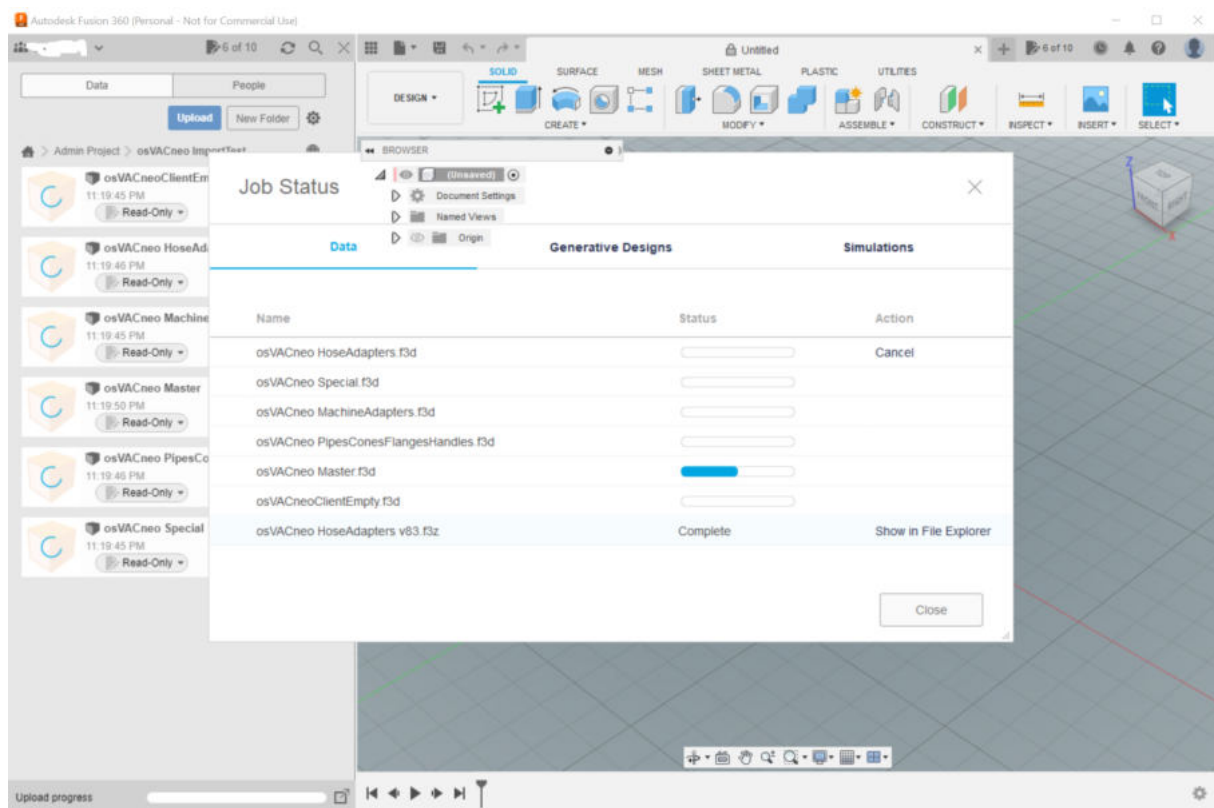 Autodesk Fusion 360 (Personal - Not for Commercial Use)
6 of 10
Untitled
6 of 10
Data People
Upload New Folder
Admin Project > osVACneo ImportTest
DESIGN
SOLID SURFACE MESH SHEET METAL PLASTIC UTILITIES
CREATE MODIFY ASSEMBLE CONSTRUCT INSPECT INSERT SELECT
BROWSER
(Unsaved)
Document Settings
Named Views
Origin
TOP
FRONT
RIGHT
Z
X
osVACneoClientEm
11:19:45 PM
Read-Only
osVACneo HoseAda
11:19:46 PM
Read-Only
osVACneo Machine
11:19:45 PM
Read-Only
osVACneo Master
11:19:50 PM
Read-Only
osVACneo PipesCo
11:19:46 PM
Read-Only
osVACneo Special
11:19:45 PM
Read-Only
Job Status
Data Generative Designs Simulations
Name Status Action
osVACneo HoseAdapters.f3d Cancel
osVACneo Special.f3d
osVACneo MachineAdapters.f3d
osVACneo PipesConesFlangesHandles.f3d
osVACneo Master.f3d
osVACneoClientEmpty.f3d
osVACneo HoseAdapters v83.f3z Complete Show in File Explorer
Close
Upload progress